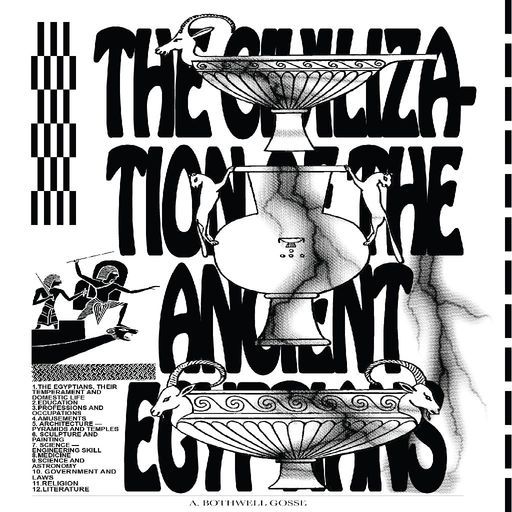 THE CIVILIZA-
TION OF THE
ANCIENT
EGYPTIANS
1.THE EGYPTIANS, THEIR
TEMPERAMENT AND
DOMESTIC LIFE
2.EDUCATION
3.PROFESSIONS AND
OCCUPATIONS
4.AMUSEMENTS
5. ARCHITECTURE —
PYRAMIDS AND TEMPLES
6. SCULPTURE AND
PAINTING
7. SCIENCE —
ENGINEERING SKILL
8.MEDICINE
9.SCIENCE AND
ASTRONOMY
10. GOVERNMENT AND
LAWS
11.RELIGION
12.LITERATURE
A. BOTHWELL GOSSE